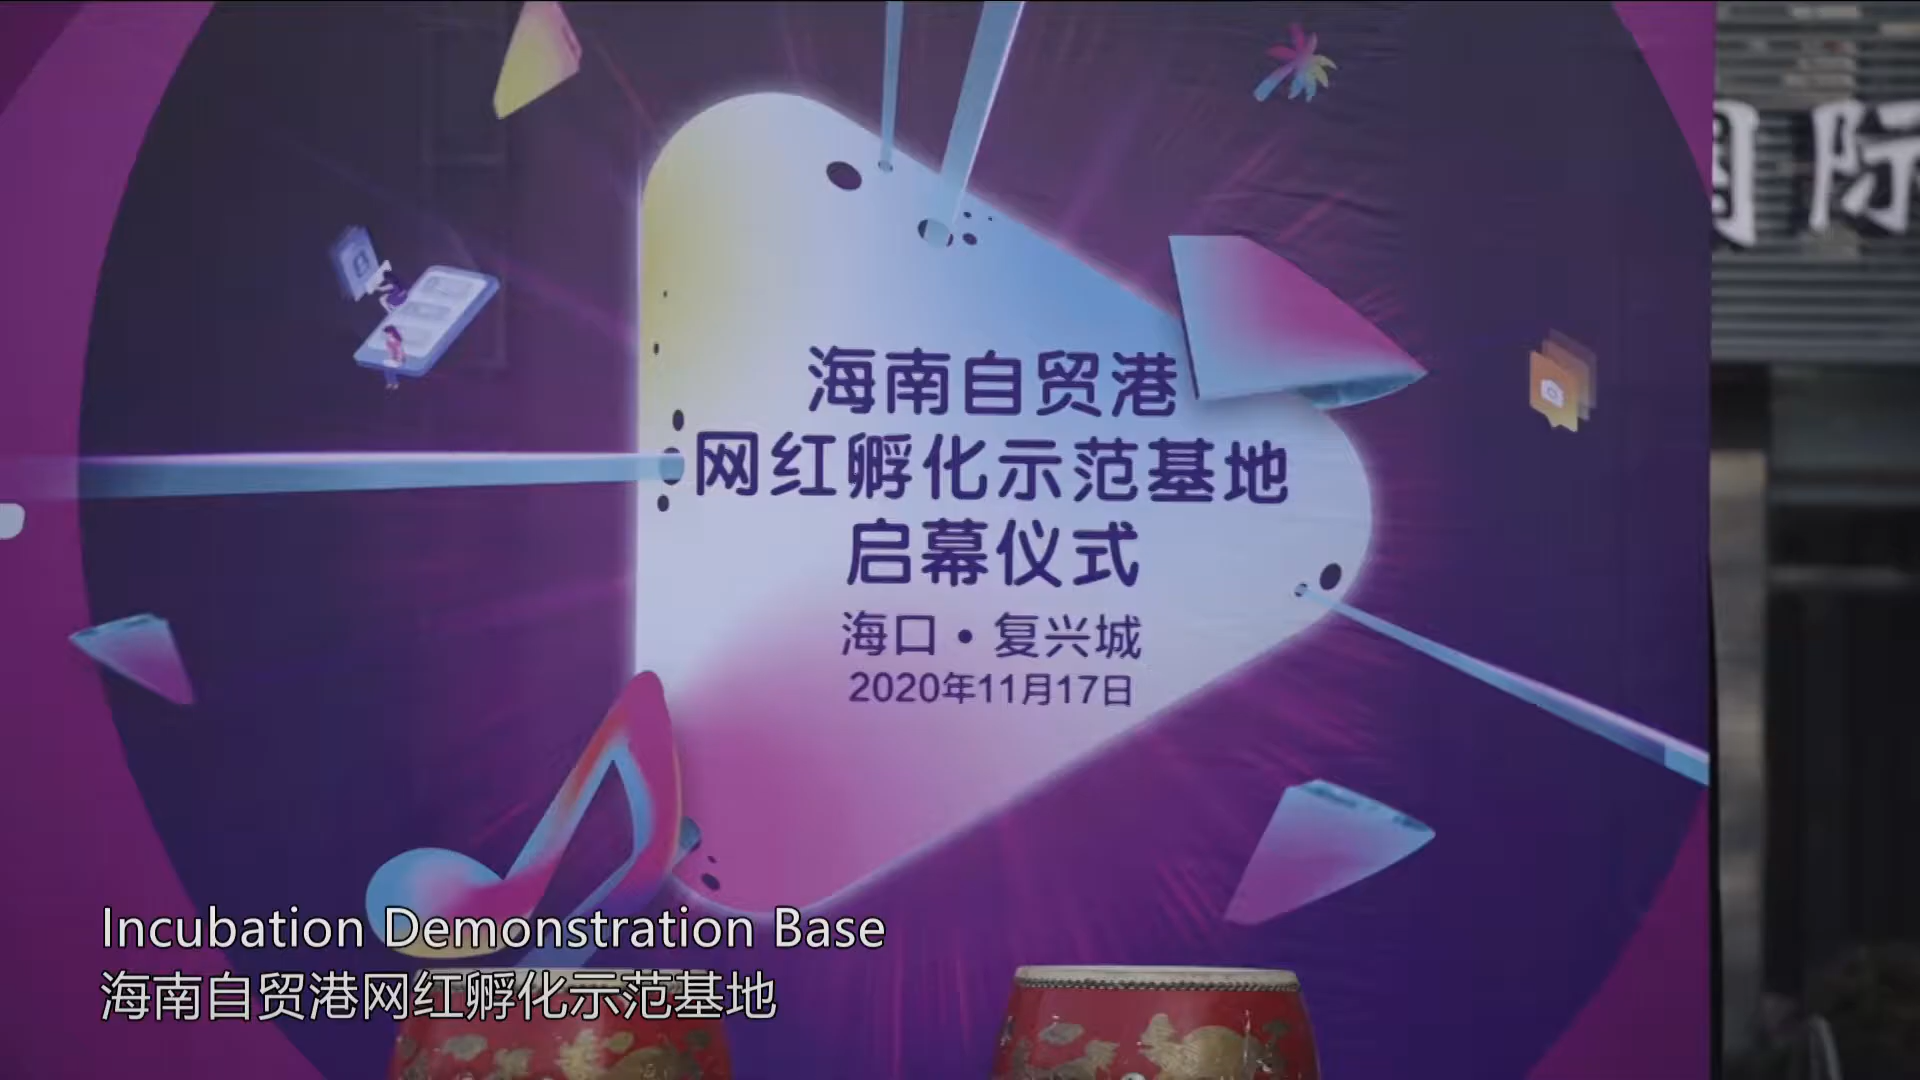 国际
海南自贸港
网红孵化示范基地
启幕仪式
海口·复兴城
2020年11月17日
Incubation Demonstration Base
海南自贸港网红孵化示范基地